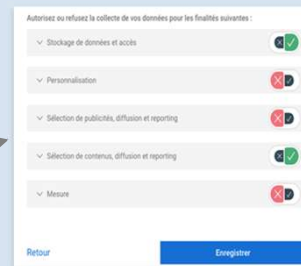 Autorisez ou refusez la collecte de vos données pour les finalités suivantes :
Stockage de données et accès
Personnalisation
Sélection de publicités, diffusion et reporting
Sélection de contenus, diffusion et reporting
Mesure
Retour
Enregistrer